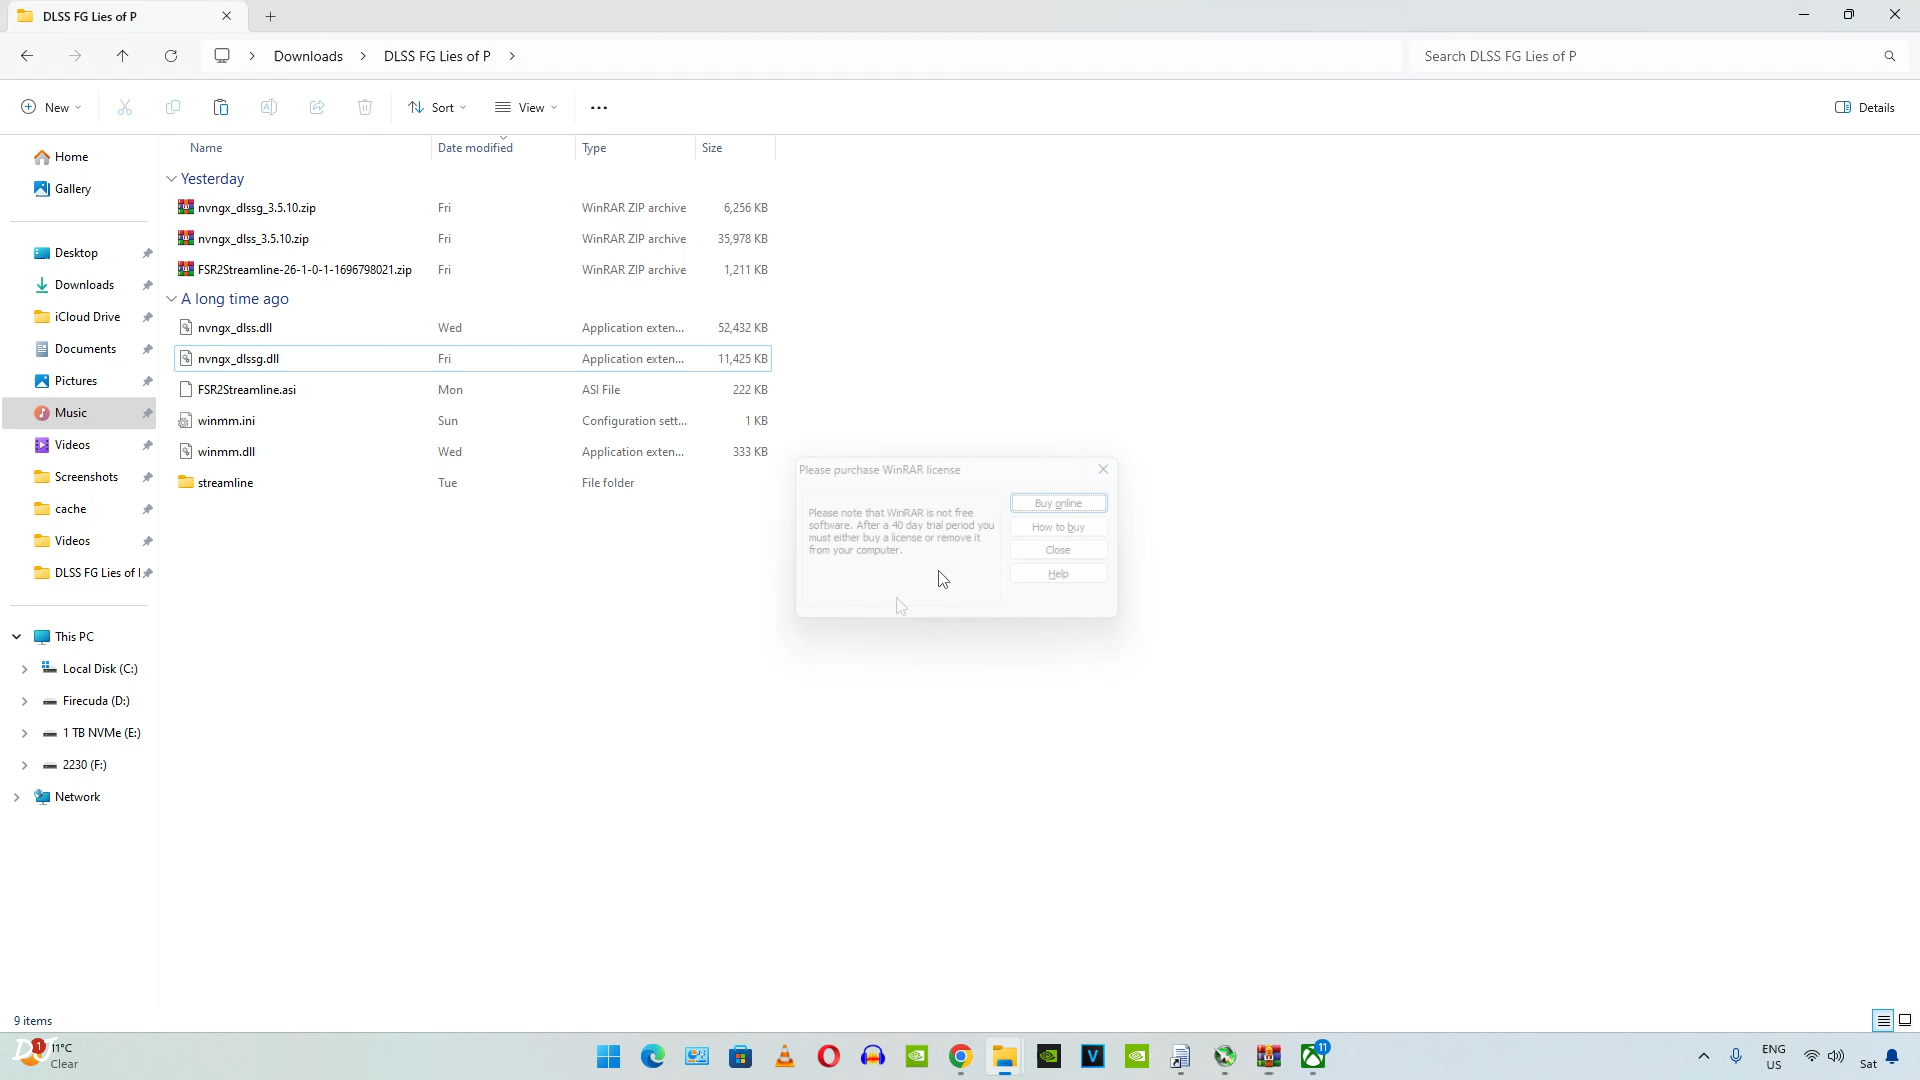 DLSS FG Lies of P
Downloads
DLSS FG Lies of P
Search DLSS FG Lies of P
New
Sort
View
Details
Name Date modified Type Size
Home
Gallery
Desktop
Downloads
iCloud Drive
Documents
Pictures
Music
Videos
Screenshots
cache
Videos
DLSS FG Lies of I
This PC
Local Disk (C:)
Firecuda (D:)
1 TB NVMe (E:)
2230 (F:)
Network
Yesterday
nvngx_dlssg_3.5.10.zip Fri WinRAR ZIP archive 6,256 KB
nvngx_dlss_3.5.10.zip Fri WinRAR ZIP archive 35,978 KB
FSR2Streamline-26-1-0-1-1696798021.zip Fri WinRAR ZIP archive 1,211 KB
A long time ago
nvngx_dlss.dll Wed Application exten... 52,432 KB
nvngx_dlssg.dll Fri Application exten... 11,425 KB
FSR2Streamline.asi Mon ASI File 222 KB
winmm.ini Sun Configuration sett... 1 KB
winmm.dll Wed Application exten... 333 KB
streamline Tue File folder
Please purchase WinRAR license
Please note that WinRAR is not free
software. After a 40 day trial period you
must either buy a license or remove it
from your computer.
Buy online
How to buy
Close
Help
9 items
1
11°C
Clear
V
11
ENG
US
Sat